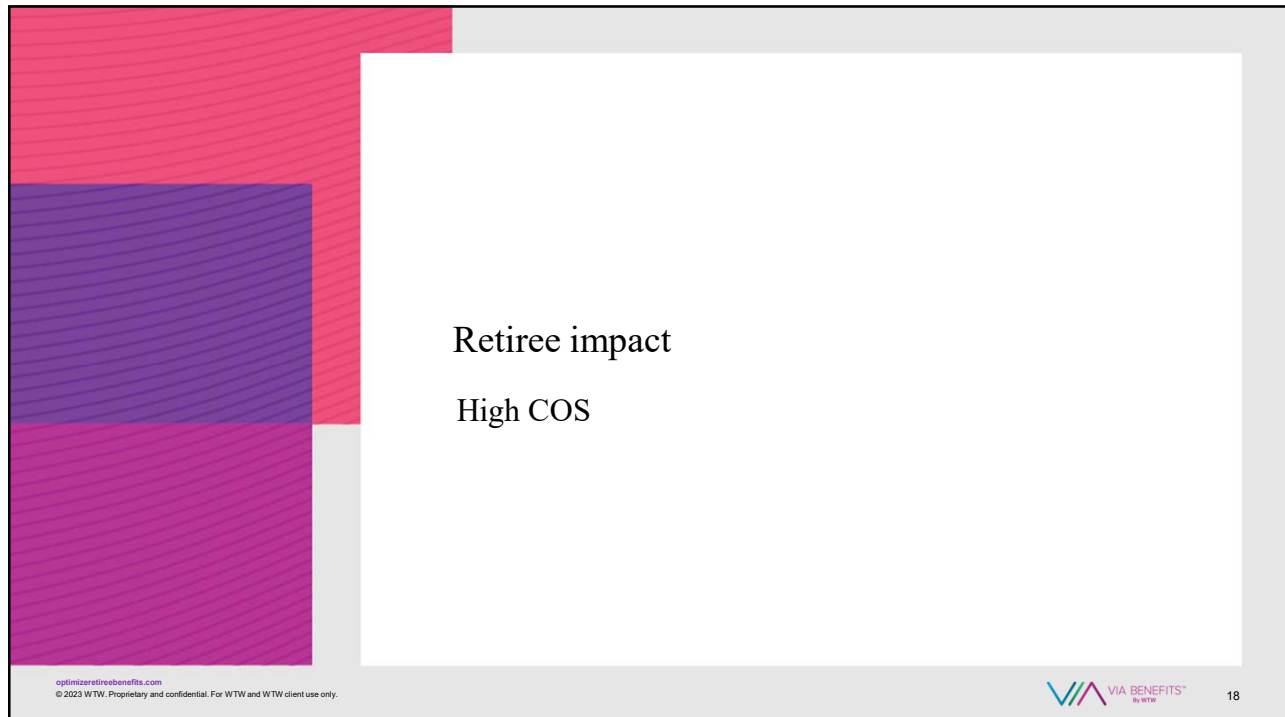 Retiree impact
High COS
optimizeretireebenefits.com
© 2023 WTW. Proprietary and confidential. For WTW and WTW client use only.
VIA BENEFITS™
By WTW
18